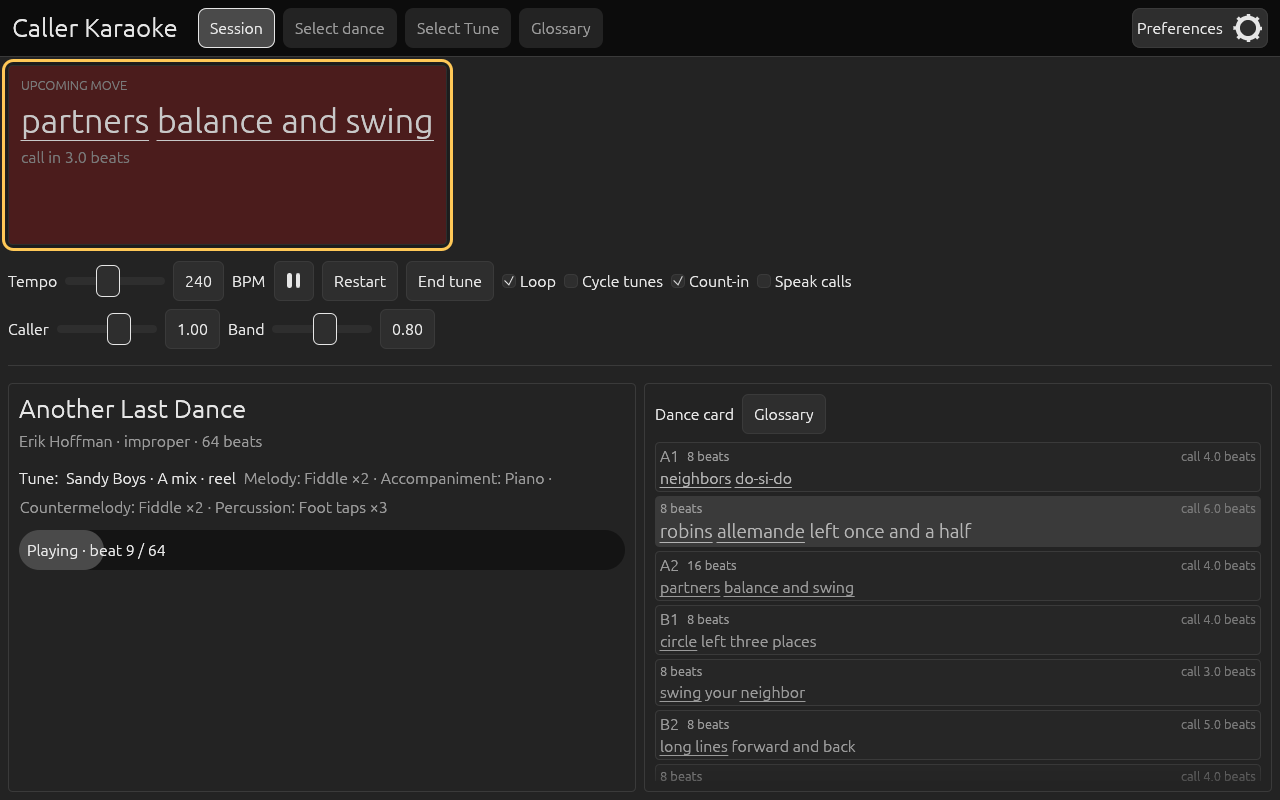 Caller Karaoke Session Select dance Select Tune Glossary Preferences
UPCOMING MOVE
partners balance and swing
call in 3.0 beats
Tempo 240 BPM Restart End tune Loop Cycle tunes Count-in Speak calls
Caller 1.00 Band 0.80
Another Last Dance
Erik Hoffman · improper · 64 beats
Tune: Sandy Boys · A mix · reel Melody: Fiddle ×2 · Accompaniment: Piano ·
Countermelody: Fiddle ×2 · Percussion: Foot taps ×3
Playing · beat 9 / 64
Dance card Glossary
A1 8 beats call 4.0 beats
neighbors do-si-do
8 beats call 6.0 beats
robins allemande left once and a half
A2 16 beats call 4.0 beats
partners balance and swing
B1 8 beats call 4.0 beats
circle left three places
8 beats call 3.0 beats
swing your neighbor
B2 8 beats call 5.0 beats
long lines forward and back
8 beats call 4.0 beats